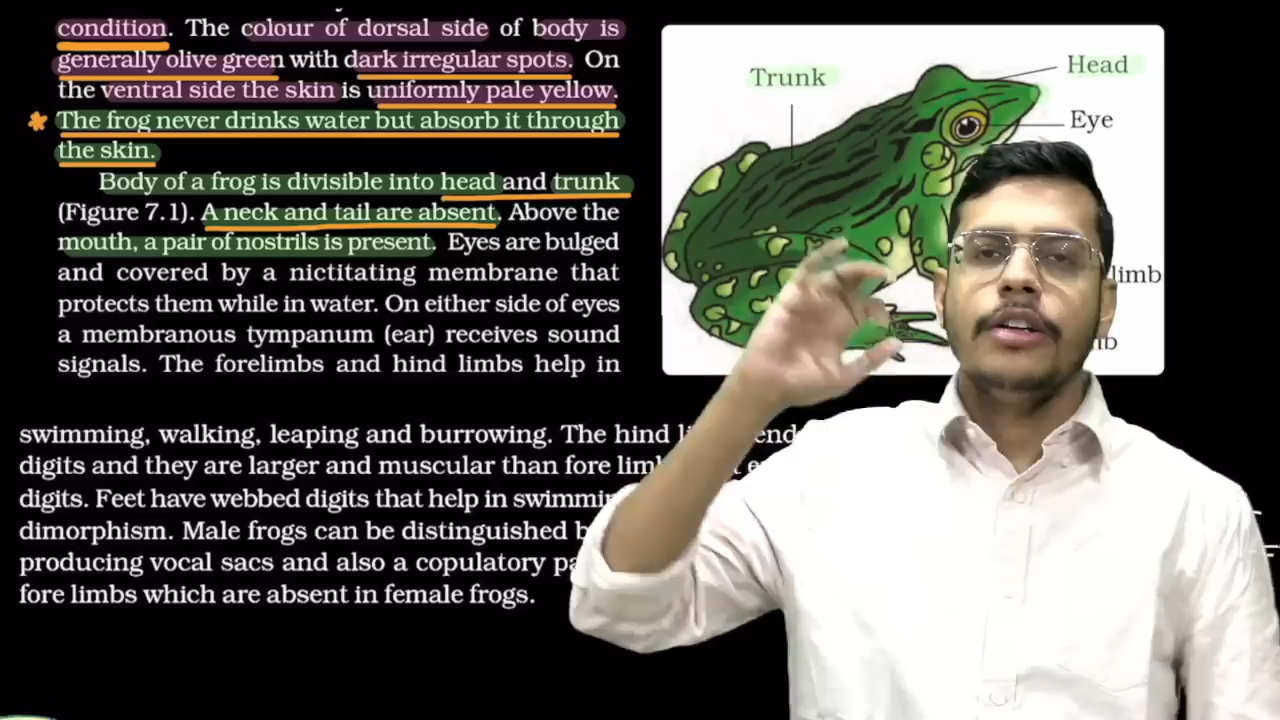 condition. The colour of dorsal side of body is
generally olive green with dark irregular spots. On
the ventral side the skin is uniformly pale yellow.
The frog never drinks water but absorb it through
the skin.
Body of a frog is divisible into head and trunk
(Figure 7.1). A neck and tail are absent. Above the
mouth, a pair of nostrils is present. Eyes are bulged
and covered by a nictitating membrane that
protects them while in water. On either side of eyes
a membranous tympanum (ear) receives sound
signals. The forelimbs and hind limbs help in
Trunk
Head
Eye
limb
swimming, walking, leaping and burrowing. The hind
digits and they are larger and muscular than fore
digits. Feet have webbed digits that help in
dimorphism. Male frogs can be distinguished
producing vocal sacs and also a copulatory
fore limbs which are absent in female frogs.